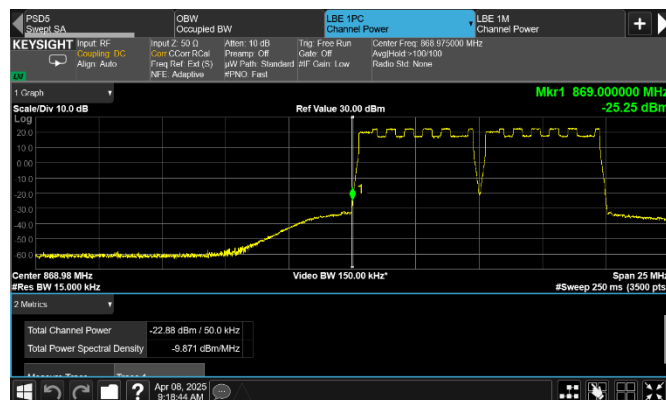 PSD5
Swept SA
OBW
Occupied BW
LBE 1PC
Channel Power
LBE 1M
Channel Power
KEYSIGHT
Input: RF
Coupling: DC
Align: Auto
Input Z: 50 Ω
Corr CCorr RCal
Freq Ref: Ext (S)
NFE: Adaptive
Atten: 10 dB
Preamp: Off
µW Path: Standard
#PNO: Fast
Trig: Free Run
Gate: Off
#IF Gain: Low
Center Freq: 868.975000 MHz
Avg|Hold:>100/100
Radio Std: None
1 Graph
Mkr1 869.000000 MHz
-25.25 dBm
Scale/Div 10.0 dB
Ref Value 30.00 dBm
Log
20.0
10.0
0.00
-10.0
-20.0
-30.0
-40.0
-50.0
-60.0
1
Center 868.98 MHz
#Res BW 15.000 kHz
Video BW 150.00 kHz*
Span 25 MHz
#Sweep 250 ms (3500 pts)
2 Metrics
Total Channel Power
-22.88 dBm / 50.0 kHz
Total Power Spectral Density
-9.871 dBm/MHz
Measure Trace
Trace 1
?
Apr 08, 2025
9:18:44 AM